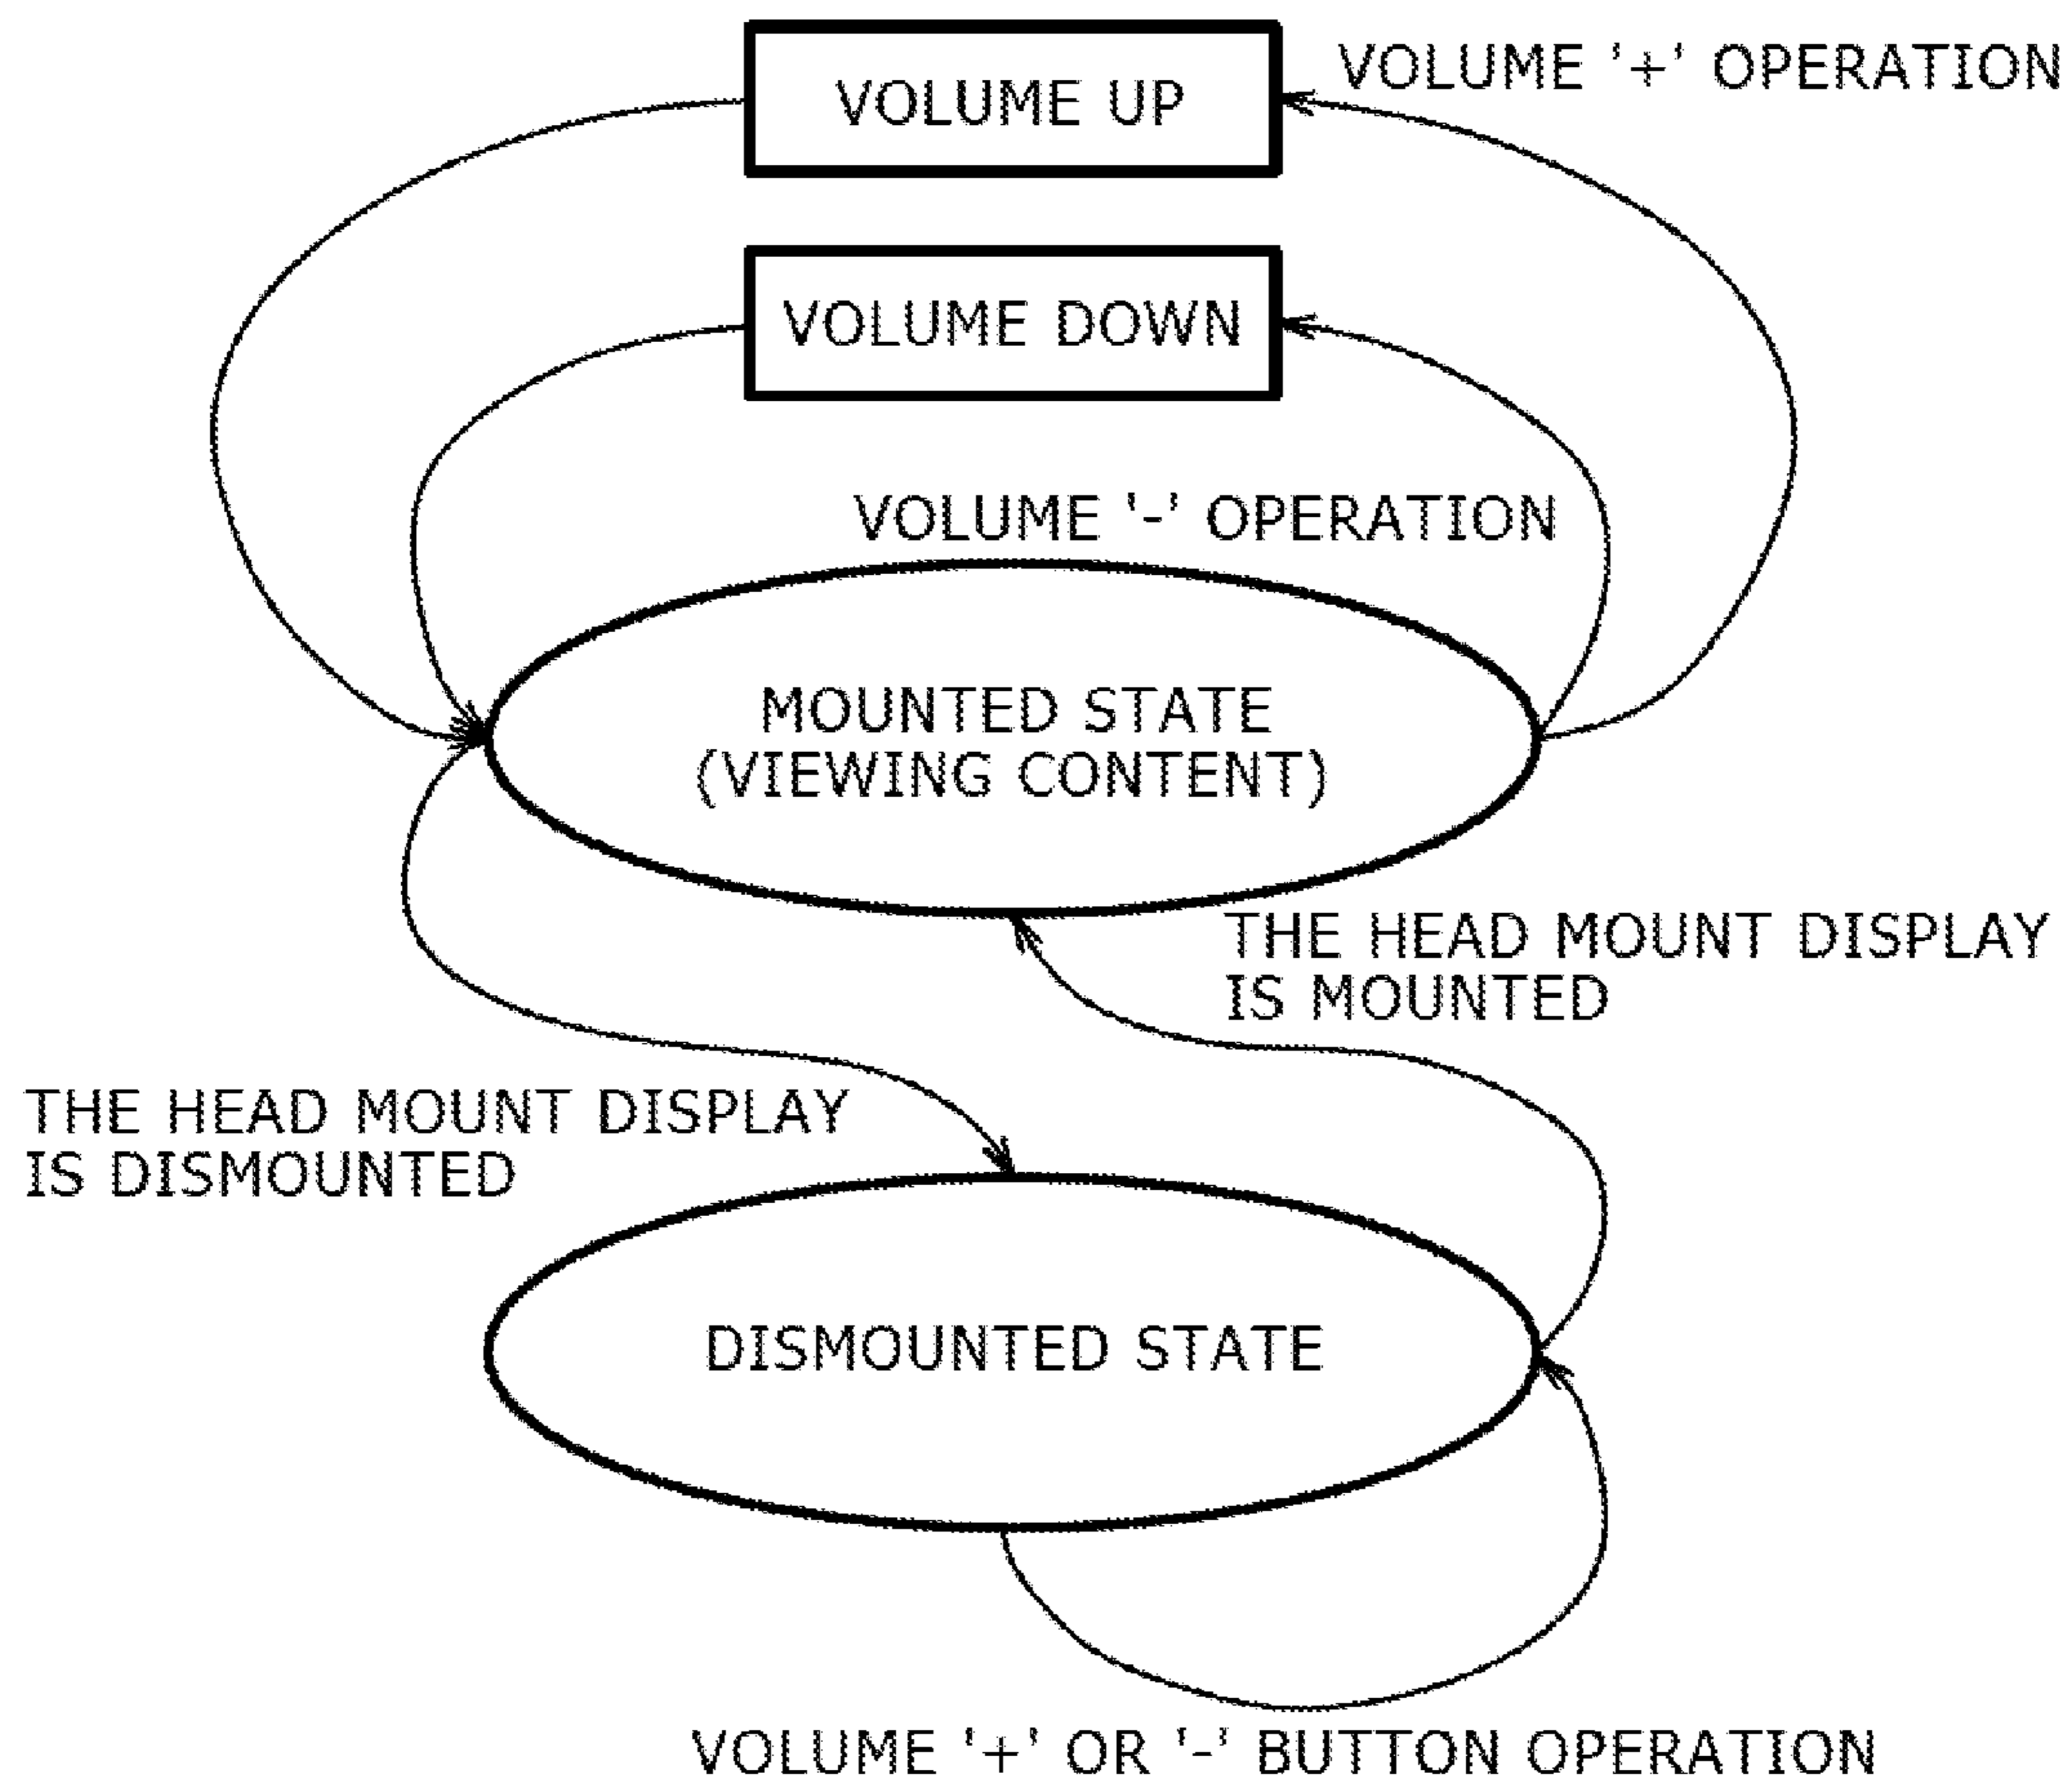 VOLUME UP
VOLUME '+' OPERATION
VOLUME DOWN
VOLUME '-' OPERATION
MOUNTED STATE
(VIEWING CONTENT)
THE HEAD MOUNT DISPLAY
IS MOUNTED
THE HEAD MOUNT DISPLAY
IS DISMOUNTED
DISMOUNTED STATE
VOLUME '+' OR '-' BUTTON OPERATION